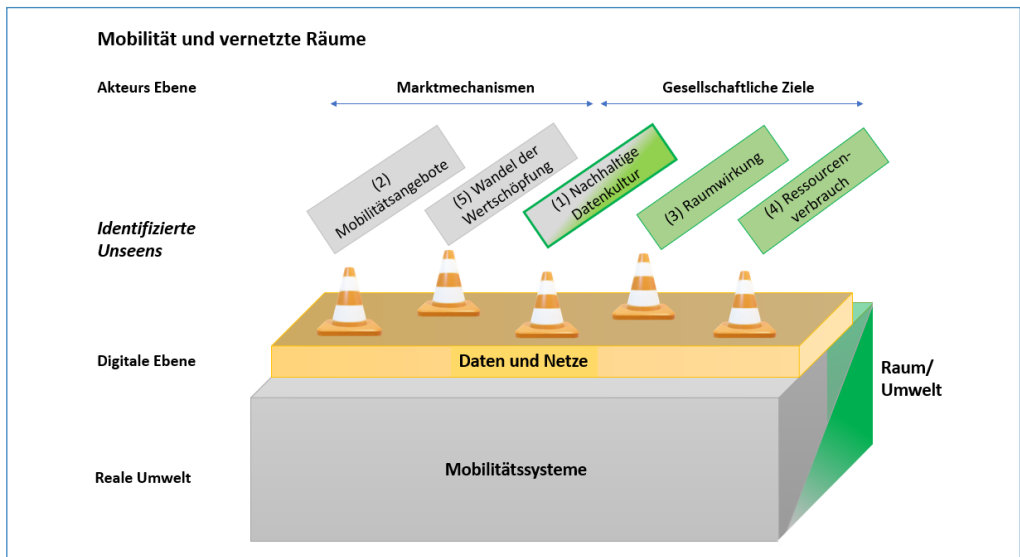 Mobilität und vernetzte Räume
Akteurs Ebene
Marktmechanismen
Gesellschaftliche Ziele
(2)
Mobilitätsangebote
(5) Wandel der
Wertschöpfung
(1) Nachhaltige
Datenkultur
(3) Raumwirkung
(4) Ressourcen-
verbrauch
Identifizierte
Unseens
Digitale Ebene
Daten und Netze
Raum/
Umwelt
Reale Umwelt
Mobilitätssysteme